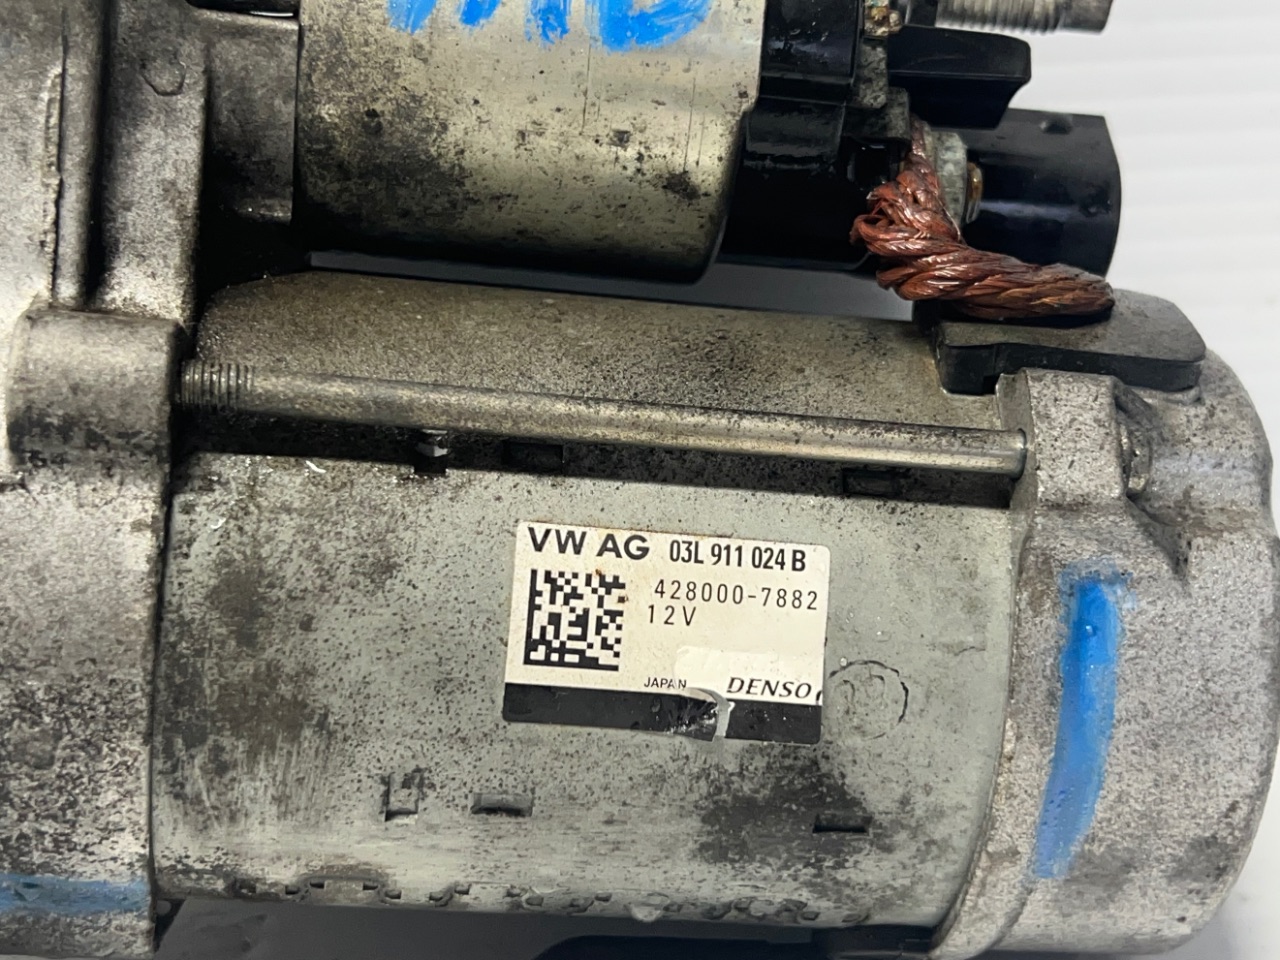 VW AG 03L 911 024 B
428000-7882
12V
JAPAN DENSO